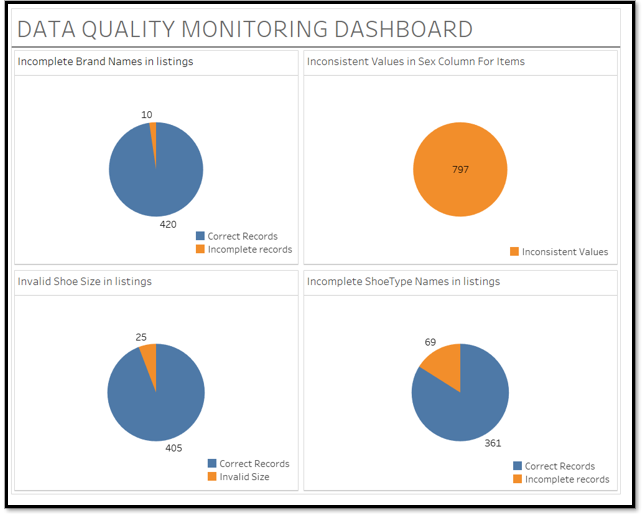 DATA QUALITY MONITORING DASHBOARD
Incomplete Brand Names in listings
10
420
Correct Records
Incomplete records
Inconsistent Values in Sex Column For Items
797
Inconsistent Values
Invalid Shoe Size in listings
25
405
Correct Records
Invalid Size
Incomplete ShoeType Names in listings
69
361
Correct Records
Incomplete records